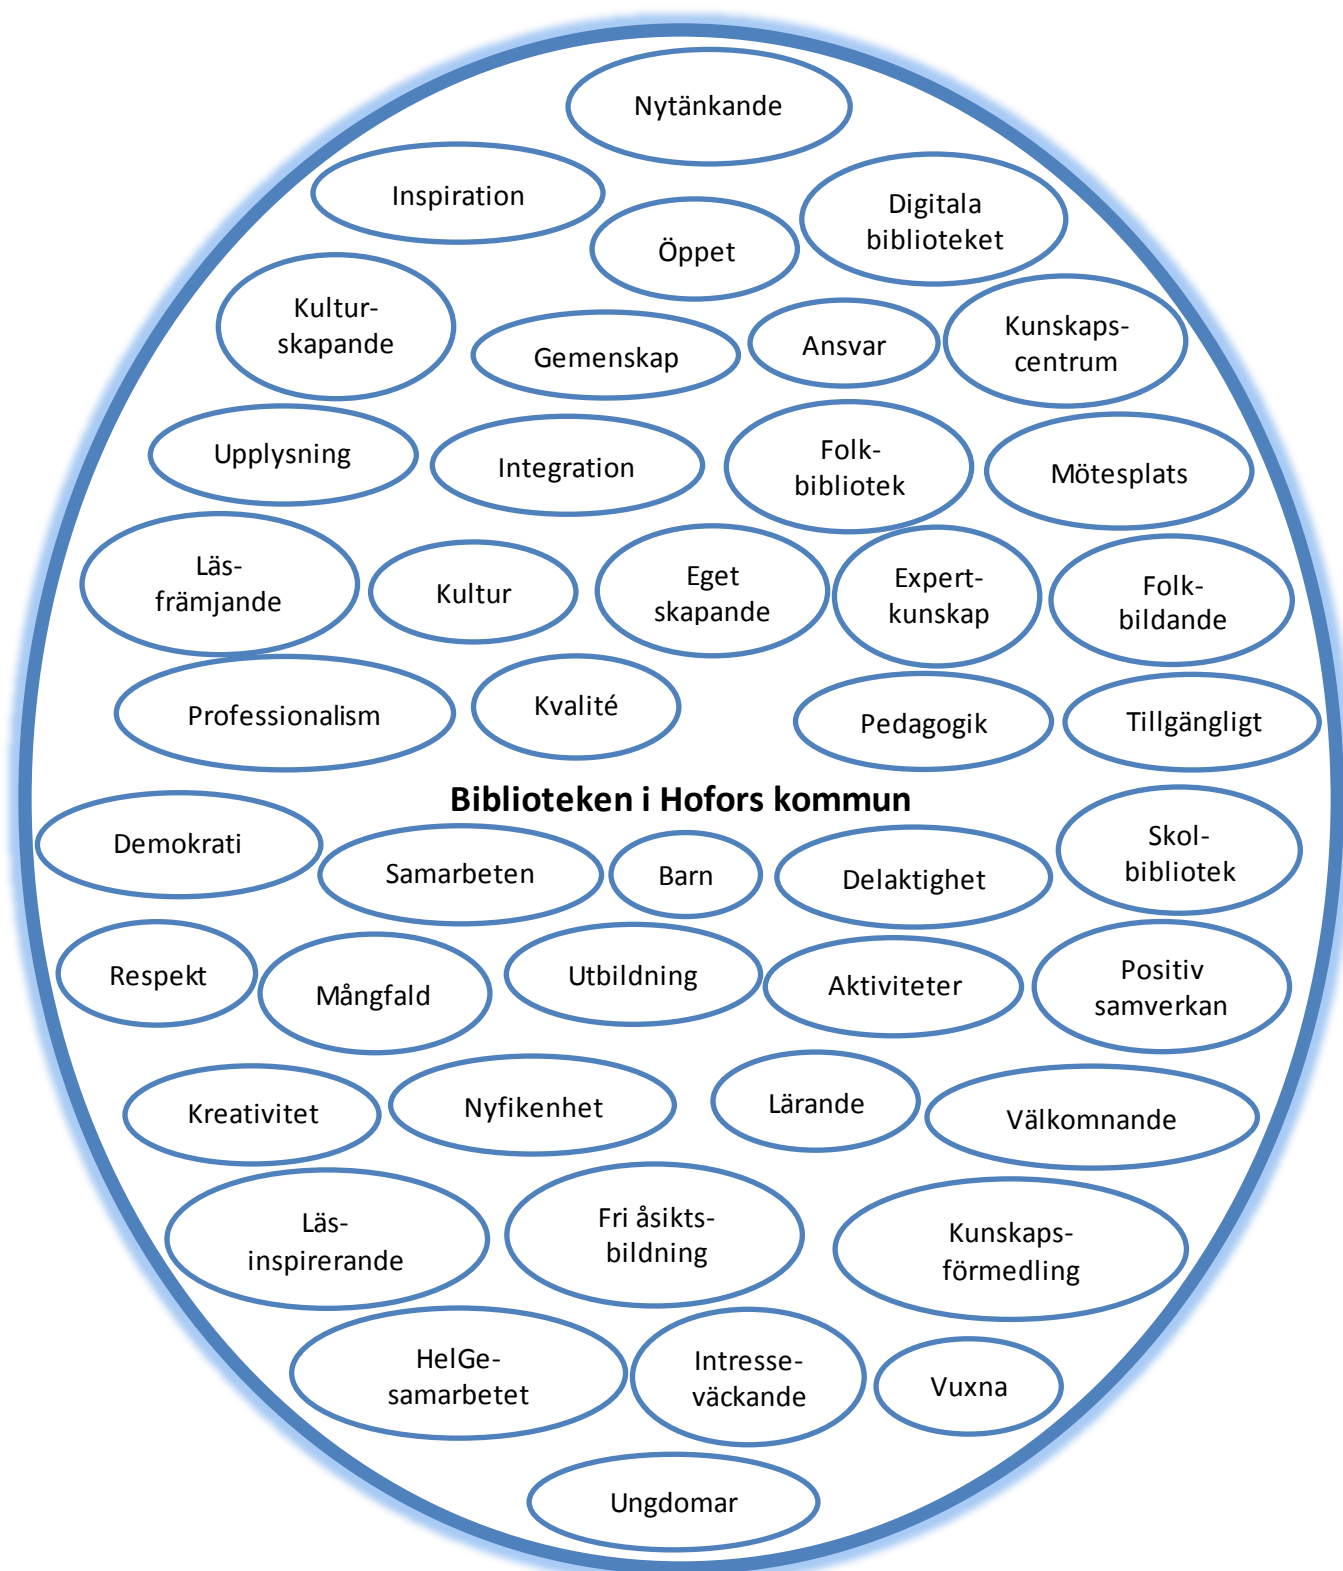 Nytänkande
Inspiration
Digitala
biblioteket
Öppet
Kultur-
skapande
Gemenskap
Ansvar
Kunskaps-
centrum
Upplysning
Integration
Folk-
bibliotek
Mötesplats
Läs-
främjande
Kultur
Eget
skapande
Expert-
kunskap
Folk-
bildande
Professionalism
Kvalité
Pedagogik
Tillgängligt
Biblioteken i Hofors kommun
Demokrati
Samarbeten
Barn
Delaktighet
Skol-
bibliotek
Respekt
Mångfald
Utbildning
Aktiviteter
Positiv
samverkan
Kreativitet
Nyfikenhet
Lärande
Välkomnande
Läs-
inspirerande
Fri åsikts-
bildning
Kunskaps-
förmedling
HelGe-
samarbetet
Intresse-
väckande
Vuxna
Ungdomar